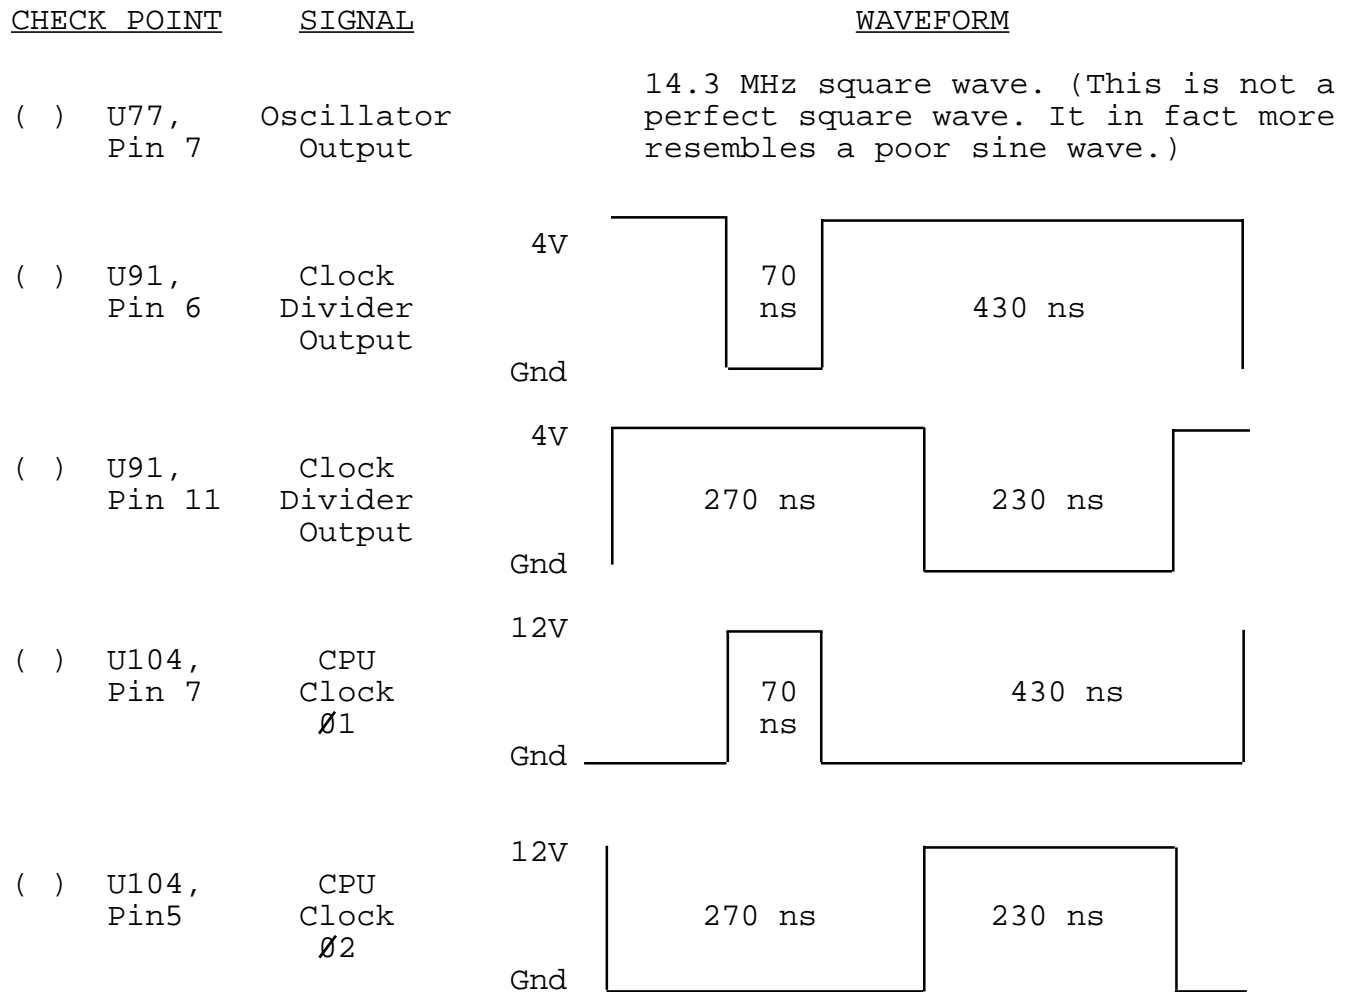 CHECK POINT SIGNAL WAVEFORM
14.3 MHz square wave. (This is not a
( ) U77, Oscillator perfect square wave. It in fact more
Pin 7 Output resembles a poor sine wave.)
4V
( ) U91, Clock 70
Pin 6 Divider ns 430 ns
Output
Gnd
4V
( ) U91, Clock
Pin 11 Divider 270 ns 230 ns
Output
Gnd
12V
( ) U104, CPU
Pin 7 Clock 70 430 ns
Ø1 ns
Gnd
12V
( ) U104, CPU
Pin5 Clock 270 ns 230 ns
Ø2
Gnd